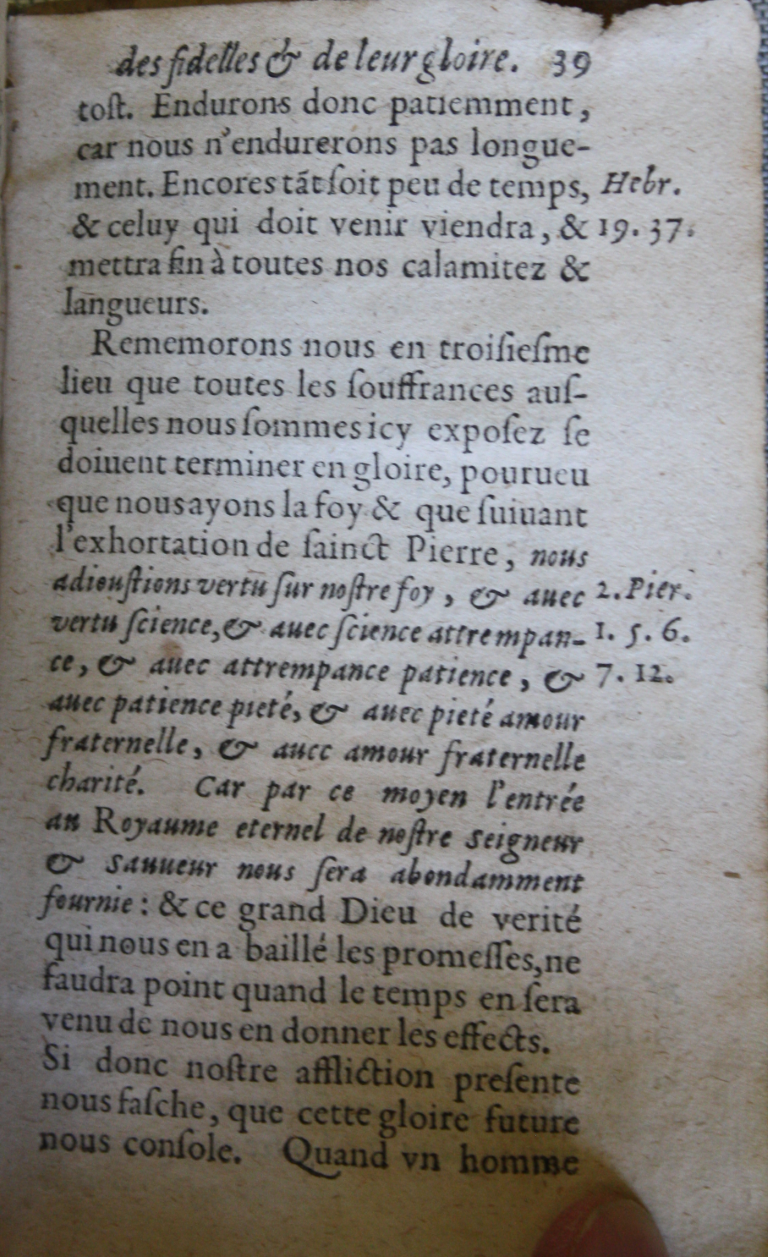 des fidelles & de leur gloire. 39
toſt. Endurons donc patiemment,
car nous n'endurerons pas longue-
ment. Encores tāt ſoit peu de temps,
Hebr.
& celuy qui doit venir viendra, &
19. 37.
mettra fin à toutes nos calamitez &
langueurs.
Rememorons nous en troiſieſme
lieu que toutes les ſouffrances auſ-
quelles nous ſommes icy expoſez ſe
doiuent terminer en gloire, pourueu
que nous ayons la foy & que ſuiuant
l'exhortation de ſainct Pierre, nous
adiouſtions vertu ſur noſtre foy, & auec
2. Pier.
vertu ſcience, & auec ſcience attrempan-
1. 5. 6.
ce, & auec attrempance patience, &
7. 12.
auec patience pieté, & auec pieté amour
fraternelle, & auec amour fraternelle
charité. Car par ce moyen l'entrée
au Royaume eternel de noſtre Seigneur
& Sauueur nous ſera abondamment
fournie : & ce grand Dieu de verité
qui nous en a baillé les promeſſes, ne
faudra point quand le temps en ſera
venu de nous en donner les effects.
Si donc noſtre affliction preſente
nous faſche, que cette gloire future
nous conſole. Quand vn homme